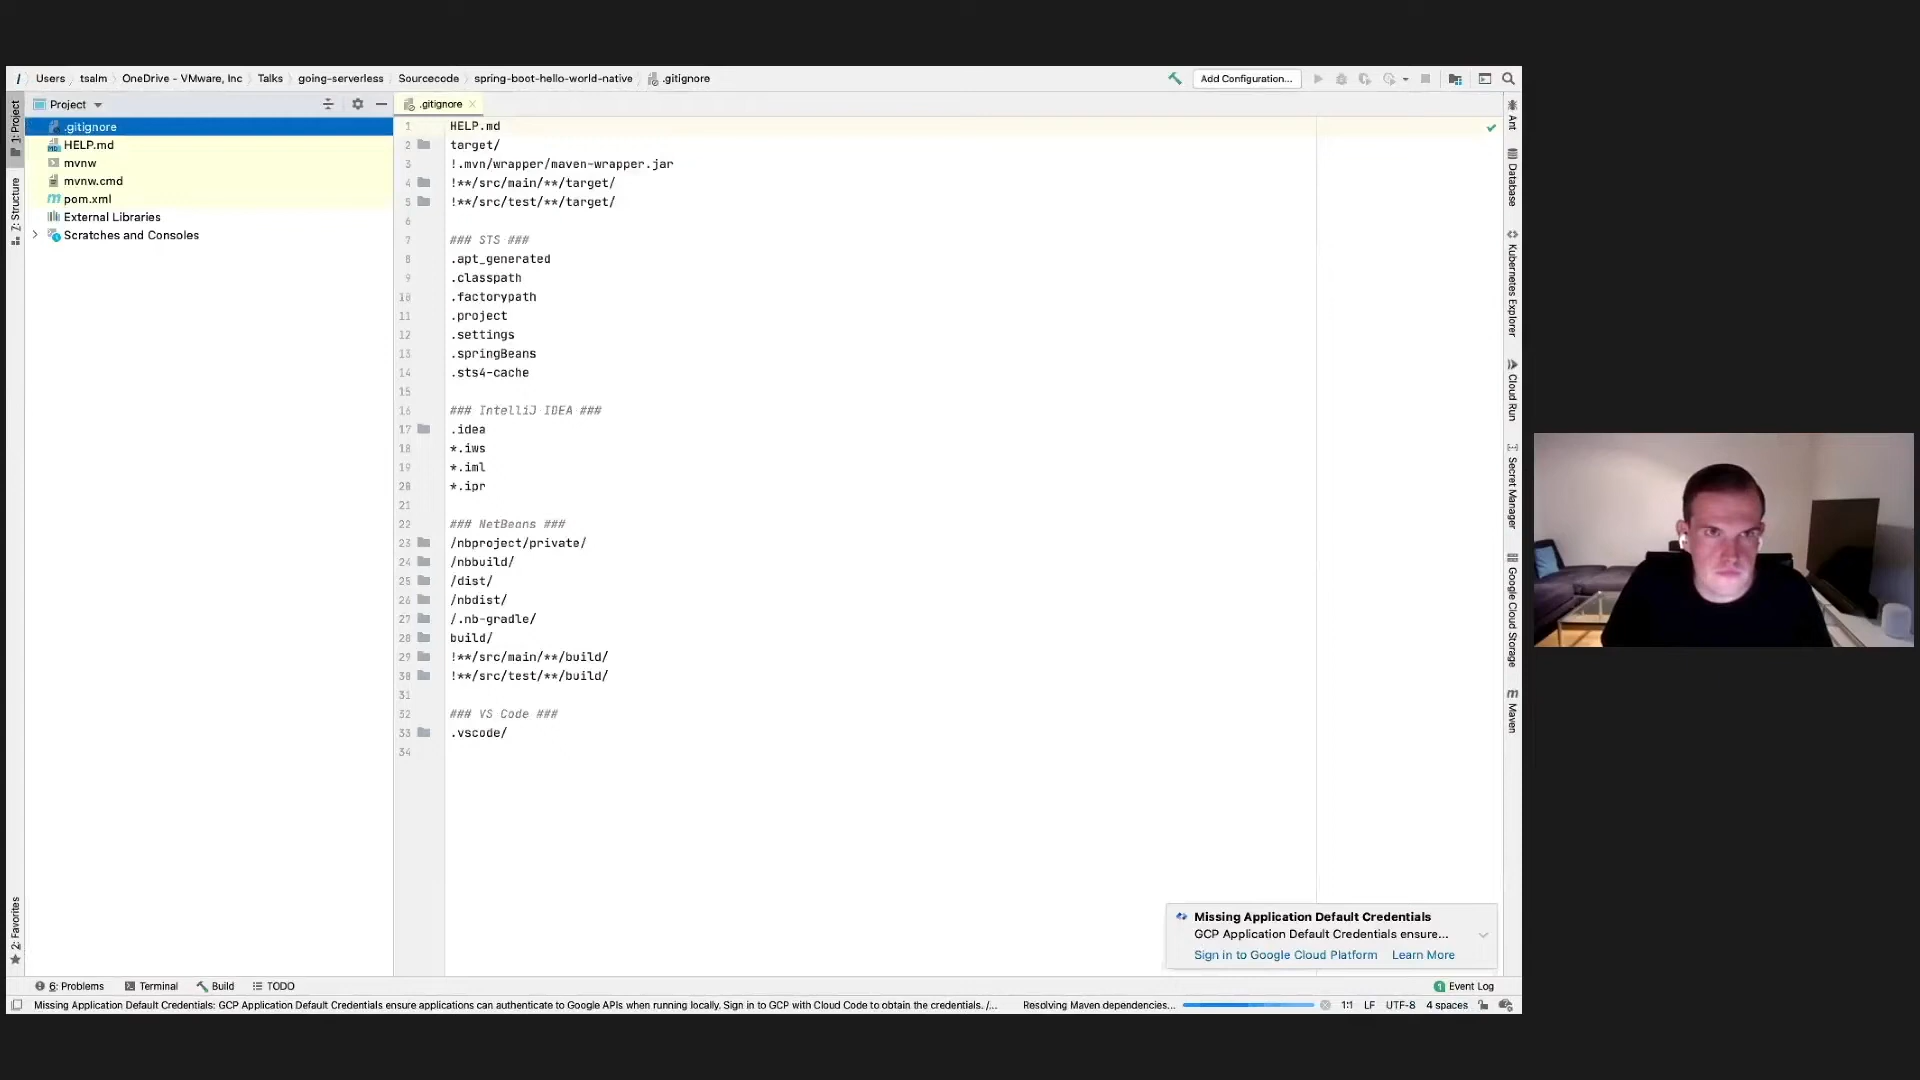 Users tsalm OneDrive - VMware, Inc Talks going-serverless Sourcecode spring-boot-hello-world-native .gitignore
Add Configuration...
Project
.gitignore
1: Project
.gitignore
HELP.md
mvnw
mvnw.cmd
pom.xml
External Libraries
Scratches and Consoles
Z: Structure
2: Favorites
1 HELP.md
2 target/
3 !.mvn/wrapper/maven-wrapper.jar
4 !**/src/main/**/target/
5 !**/src/test/**/target/
6
7 ### STS ###
8 .apt_generated
9 .classpath
10 .factorypath
11 .project
12 .settings
13 .springBeans
14 .sts4-cache
15
16 ### IntelliJ IDEA ###
17 .idea
18 *.iws
19 *.iml
20 *.ipr
21
22 ### NetBeans ###
23 /nbproject/private/
24 /nbbuild/
25 /dist/
26 /nbdist/
27 /.nb-gradle/
28 build/
29 !**/src/main/**/build/
30 !**/src/test/**/build/
31
32 ### VS Code ###
33 .vscode/
34
Ant
Database
Kubernetes Explorer
Cloud Run
Secret Manager
Google Cloud Storage
Maven
Missing Application Default Credentials
GCP Application Default Credentials ensure...
Sign in to Google Cloud Platform Learn More
6: Problems Terminal Build TODO
1 Event Log
Missing Application Default Credentials: GCP Application Default Credentials ensure applications can authenticate to Google APIs when running locally. Sign in to GCP with Cloud Code to obtain the credentials. /... Resolving Maven dependencies... 1:1 LF UTF-8 4 spaces